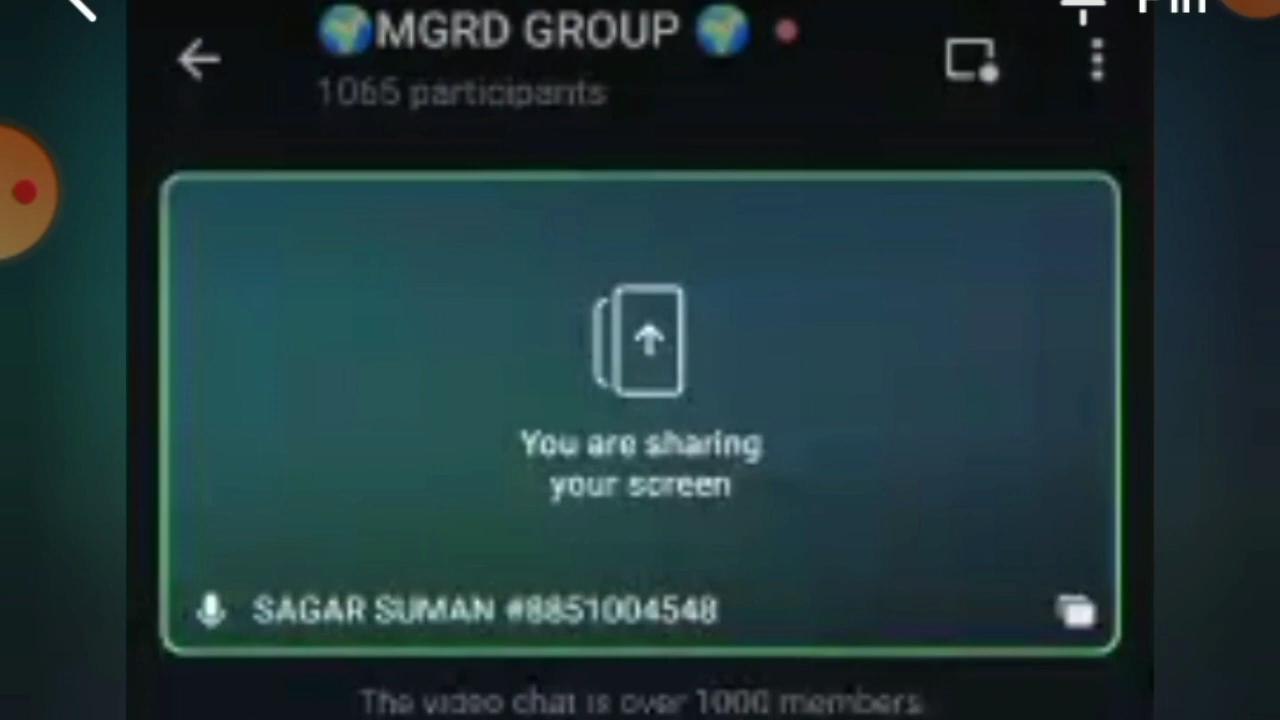 Pin
🌍MGRD GROUP 🌍
1065 participants
You are sharing
your screen
SAGAR SUMAN #8851004548
The video chat is over 1000 members.